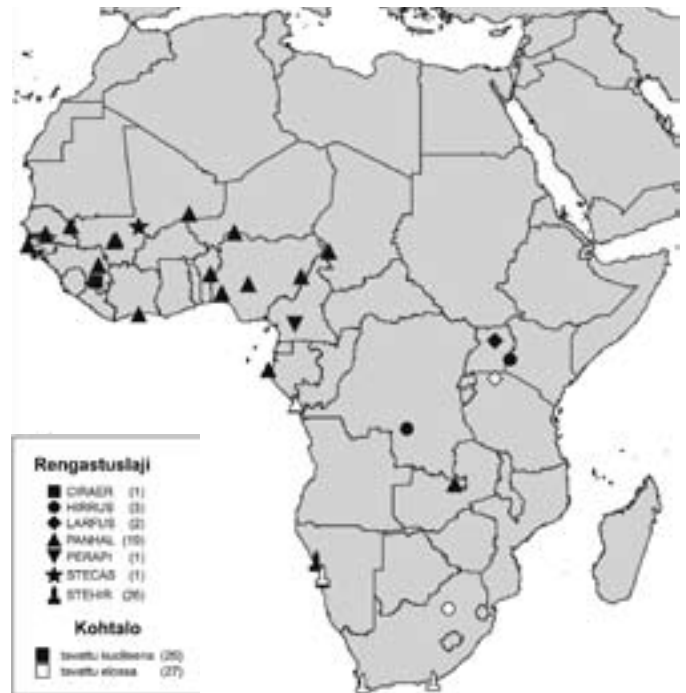 Rengastuslaji
CIRAER (1)
HIRRUS (3)
LARFUS (2)
PANHAL (19)
PERAPI (1)
STECAS (1)
STEHIR (26)
Kohtalo
tavattu kuolleena (26)
tavattu elossa (27)